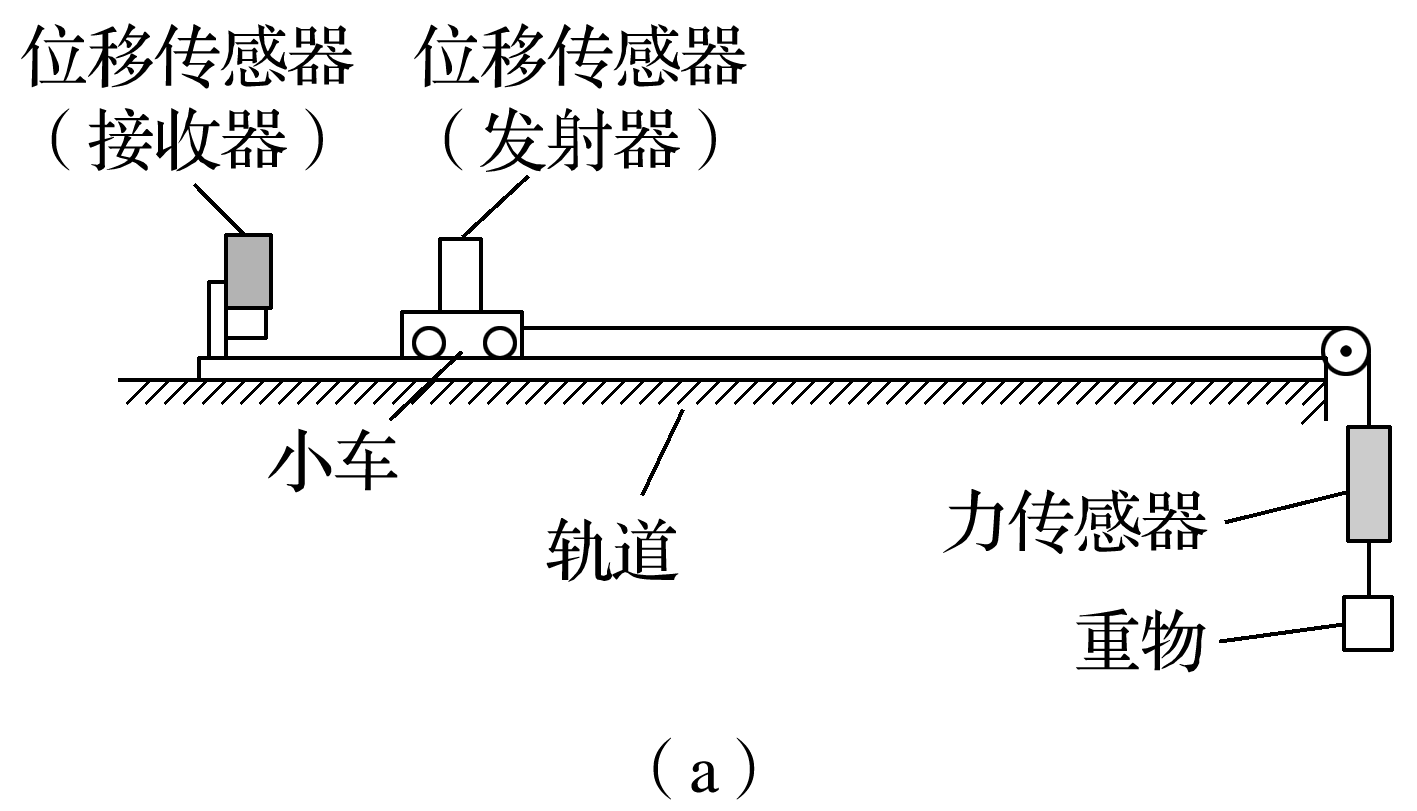 位移传感器
（接收器）
位移传感器
（发射器）
小车
轨道
力传感器
重物
（a）